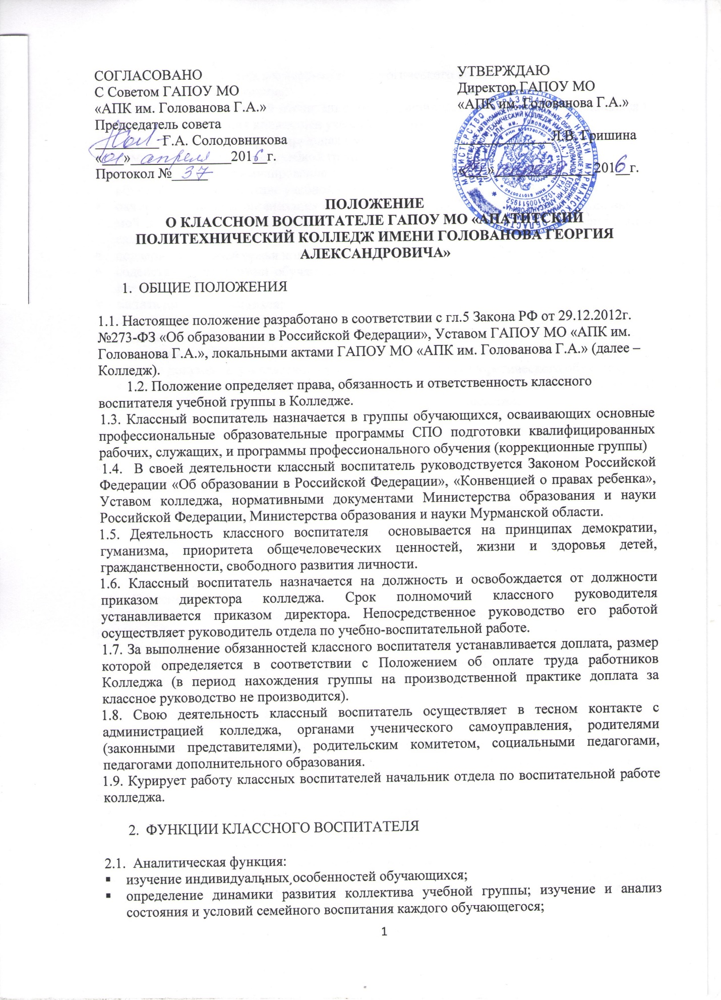 СОГЛАСОВАНО
С Советом ГАПОУ МО
«АПК им. Голованова Г.А.»
Председатель совета
_________ Г.А. Солодовникова
«01»  апреля 2016 г.
Протокол № 37
УТВЕРЖДАЮ
Директор ГАПОУ МО
«АПК им. Голованова Г.А.»
Л.В. Гришина
2016 г.
ПОЛОЖЕНИЕ
О КЛАССНОМ ВОСПИТАТЕЛЕ ГАПОУ МО «АПАТИТСКИЙ
ПОЛИТЕХНИЧЕСКИЙ КОЛЛЕДЖ ИМЕНИ ГОЛОВАНОВА ГЕОРГИЯ
АЛЕКСАНДРОВИЧА»
1. ОБЩИЕ ПОЛОЖЕНИЯ
1.1. Настоящее положение разработано в соответствии с гл.5 Закона РФ от 29.12.2012г.
№273-ФЗ «Об образовании в Российской Федерации», Уставом ГАПОУ МО «АПК им.
Голованова Г.А.», локальными актами ГАПОУ МО «АПК им. Голованова Г.А.» (далее –
Колледж).
1.2. Положение определяет права, обязанность и ответственность классного
воспитателя учебной группы в Колледже.
1.3. Классный воспитатель назначается в группы обучающихся, осваивающих основные
профессиональные образовательные программы СПО подготовки квалифицированных
рабочих, служащих, и программы профессионального обучения (коррекционные группы)
1.4. В своей деятельности классный воспитатель руководствуется Законом Российской
Федерации «Об образовании в Российской Федерации», «Конвенцией о правах ребенка»,
Уставом колледжа, нормативными документами Министерства образования и науки
Российской Федерации, Министерства образования и науки Мурманской области.
1.5. Деятельность классного воспитателя основывается на принципах демократии,
гуманизма, приоритета общечеловеческих ценностей, жизни и здоровья детей,
гражданственности, свободного развития личности.
1.6. Классный воспитатель назначается на должность и освобождается от должности
приказом директора колледжа. Срок полномочий классного руководителя
устанавливается приказом директора. Непосредственное руководство его работой
осуществляет руководитель отдела по учебно-воспитательной работе.
1.7. За выполнение обязанностей классного воспитателя устанавливается доплата, размер
которой определяется в соответствии с Положением об оплате труда работников
Колледжа (в период нахождения группы на производственной практике доплата за
классное руководство не производится).
1.8. Свою деятельность классный воспитатель осуществляет в тесном контакте с
администрацией колледжа, органами ученического самоуправления, родителями
(законными представителями), родительским комитетом, социальными педагогами,
педагогами дополнительного образования.
1.9. Курирует работу классных воспитателей начальник отдела по воспитательной работе
колледжа.
2. ФУНКЦИИ КЛАССНОГО ВОСПИТАТЕЛЯ
2.1. Аналитическая функция:
▪ изучение индивидуальных особенностей обучающихся;
▪ определение динамики развития коллектива учебной группы; изучение и анализ
состояния и условий семейного воспитания каждого обучающегося;
1